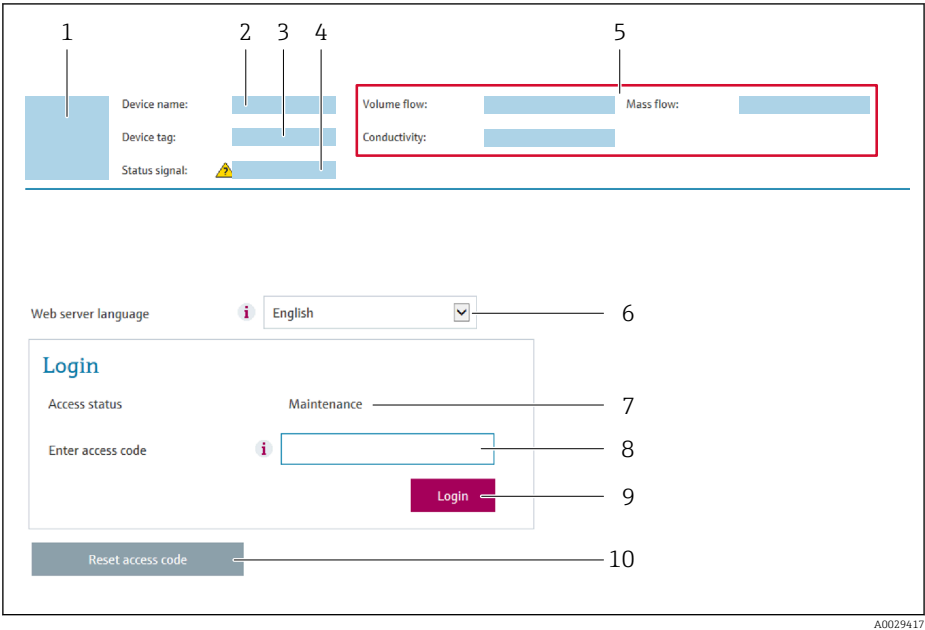 1 2 3 4 5
Device name: Volume flow: Mass flow:
Device tag: Conductivity:
Status signal: ?
Web server language i English 6
Login
Access status Maintenance 7
Enter access code i 8
Login 9
Reset access code 10
A0029417